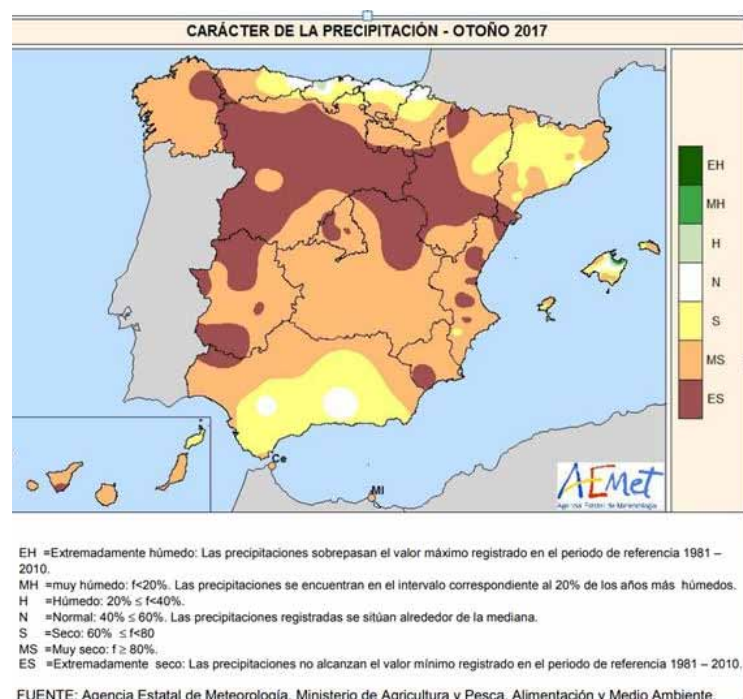 CARÁCTER DE LA PRECIPITACIÓN - OTOÑO 2017
EH
MH
H
N
S
MS
ES
Ce
Ml
AEMet
Agencia Estatal de Meteorología
EH =Extremadamente húmedo: Las precipitaciones sobrepasan el valor máximo registrado en el periodo de referencia 1981 –
2010.
MH =muy húmedo: f<20%. Las precipitaciones se encuentran en el intervalo correspondiente al 20% de los años más húmedos.
H =Húmedo: 20% ≤ f<40%.
N =Normal: 40% ≤ 60%. Las precipitaciones registradas se sitúan alrededor de la mediana.
S =Seco: 60% ≤ f<80
MS =Muy seco: f ≥ 80%.
ES =Extremadamente seco: Las precipitaciones no alcanzan el valor mínimo registrado en el periodo de referencia 1981 – 2010.
FUENTE: Agencia Estatal de Meteorología. Ministerio de Agricultura y Pesca, Alimentación y Medio Ambiente.